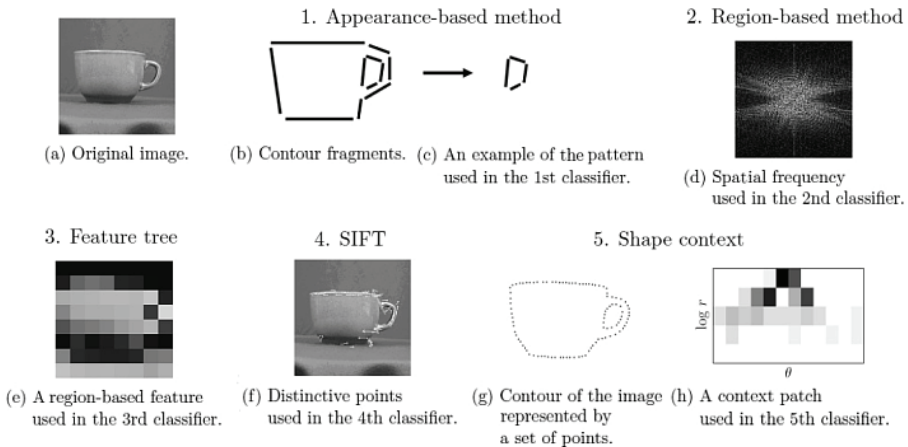 1. Appearance-based method
2. Region-based method
(a) Original image.
(b) Contour fragments.
(c) An example of the pattern
used in the 1st classifier.
(d) Spatial frequency
used in the 2nd classifier.
3. Feature tree
4. SIFT
5. Shape context
log r
θ
(e) A region-based feature
used in the 3rd classifier.
(f) Distinctive points
used in the 4th classifier.
(g) Contour of the image
represented by
a set of points.
(h) A context patch
used in the 5th classifier.